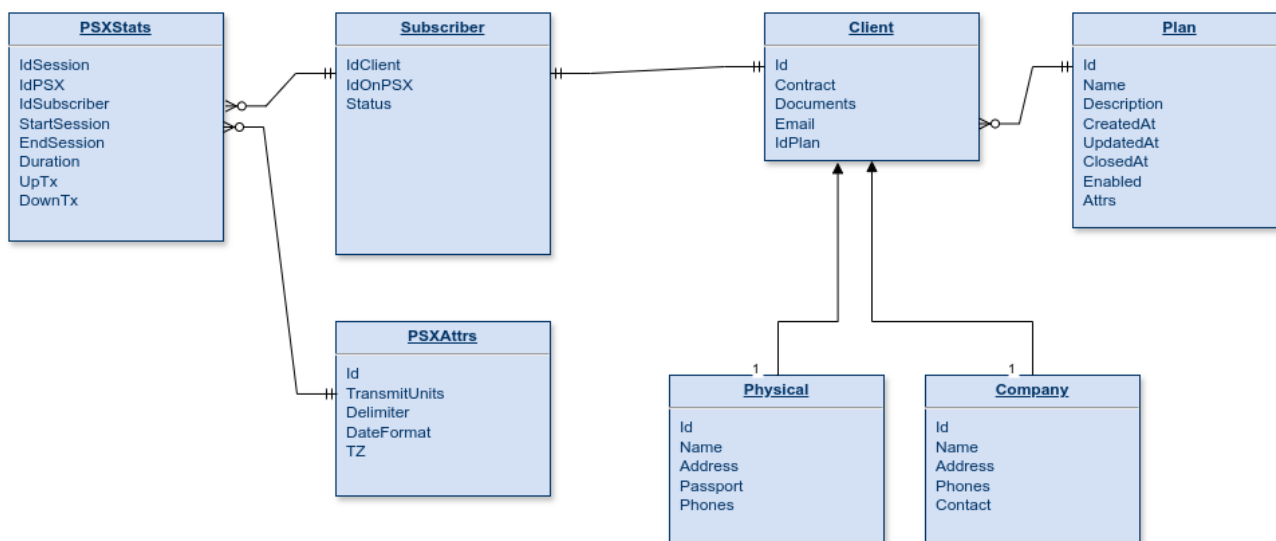 PSXStats
IdSession
IdPSX
IdSubscriber
StartSession
EndSession
Duration
UpTx
DownTx
Subscriber
IdClient
IdOnPSX
Status
Client
Id
Contract
Documents
Email
IdPlan
Plan
Id
Name
Description
CreatedAt
UpdatedAt
ClosedAt
Enabled
Attrs
PSXAttrs
Id
TransmitUnits
Delimiter
DateFormat
TZ
1
Physical
Id
Name
Address
Passport
Phones
1
Company
Id
Name
Address
Phones
Contact